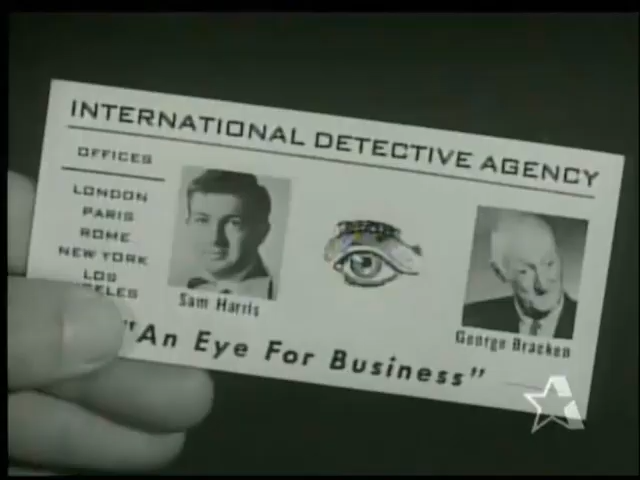 INTERNATIONAL DETECTIVE AGENCY
OFFICES
LONDON
PARIS
ROME
NEW YORK
LOS
Sam Harris
George Bracken
"An Eye For Business"